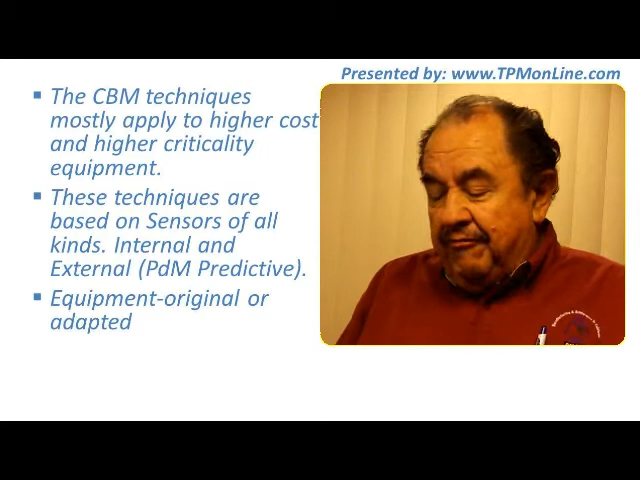 Presented by: www.TPMonLine.com
▪ The CBM techniques
mostly apply to higher cost
and higher criticality
equipment.
▪ These techniques are
based on Sensors of all
kinds. Internal and
External (PdM Predictive).
▪ Equipment-original or
adapted